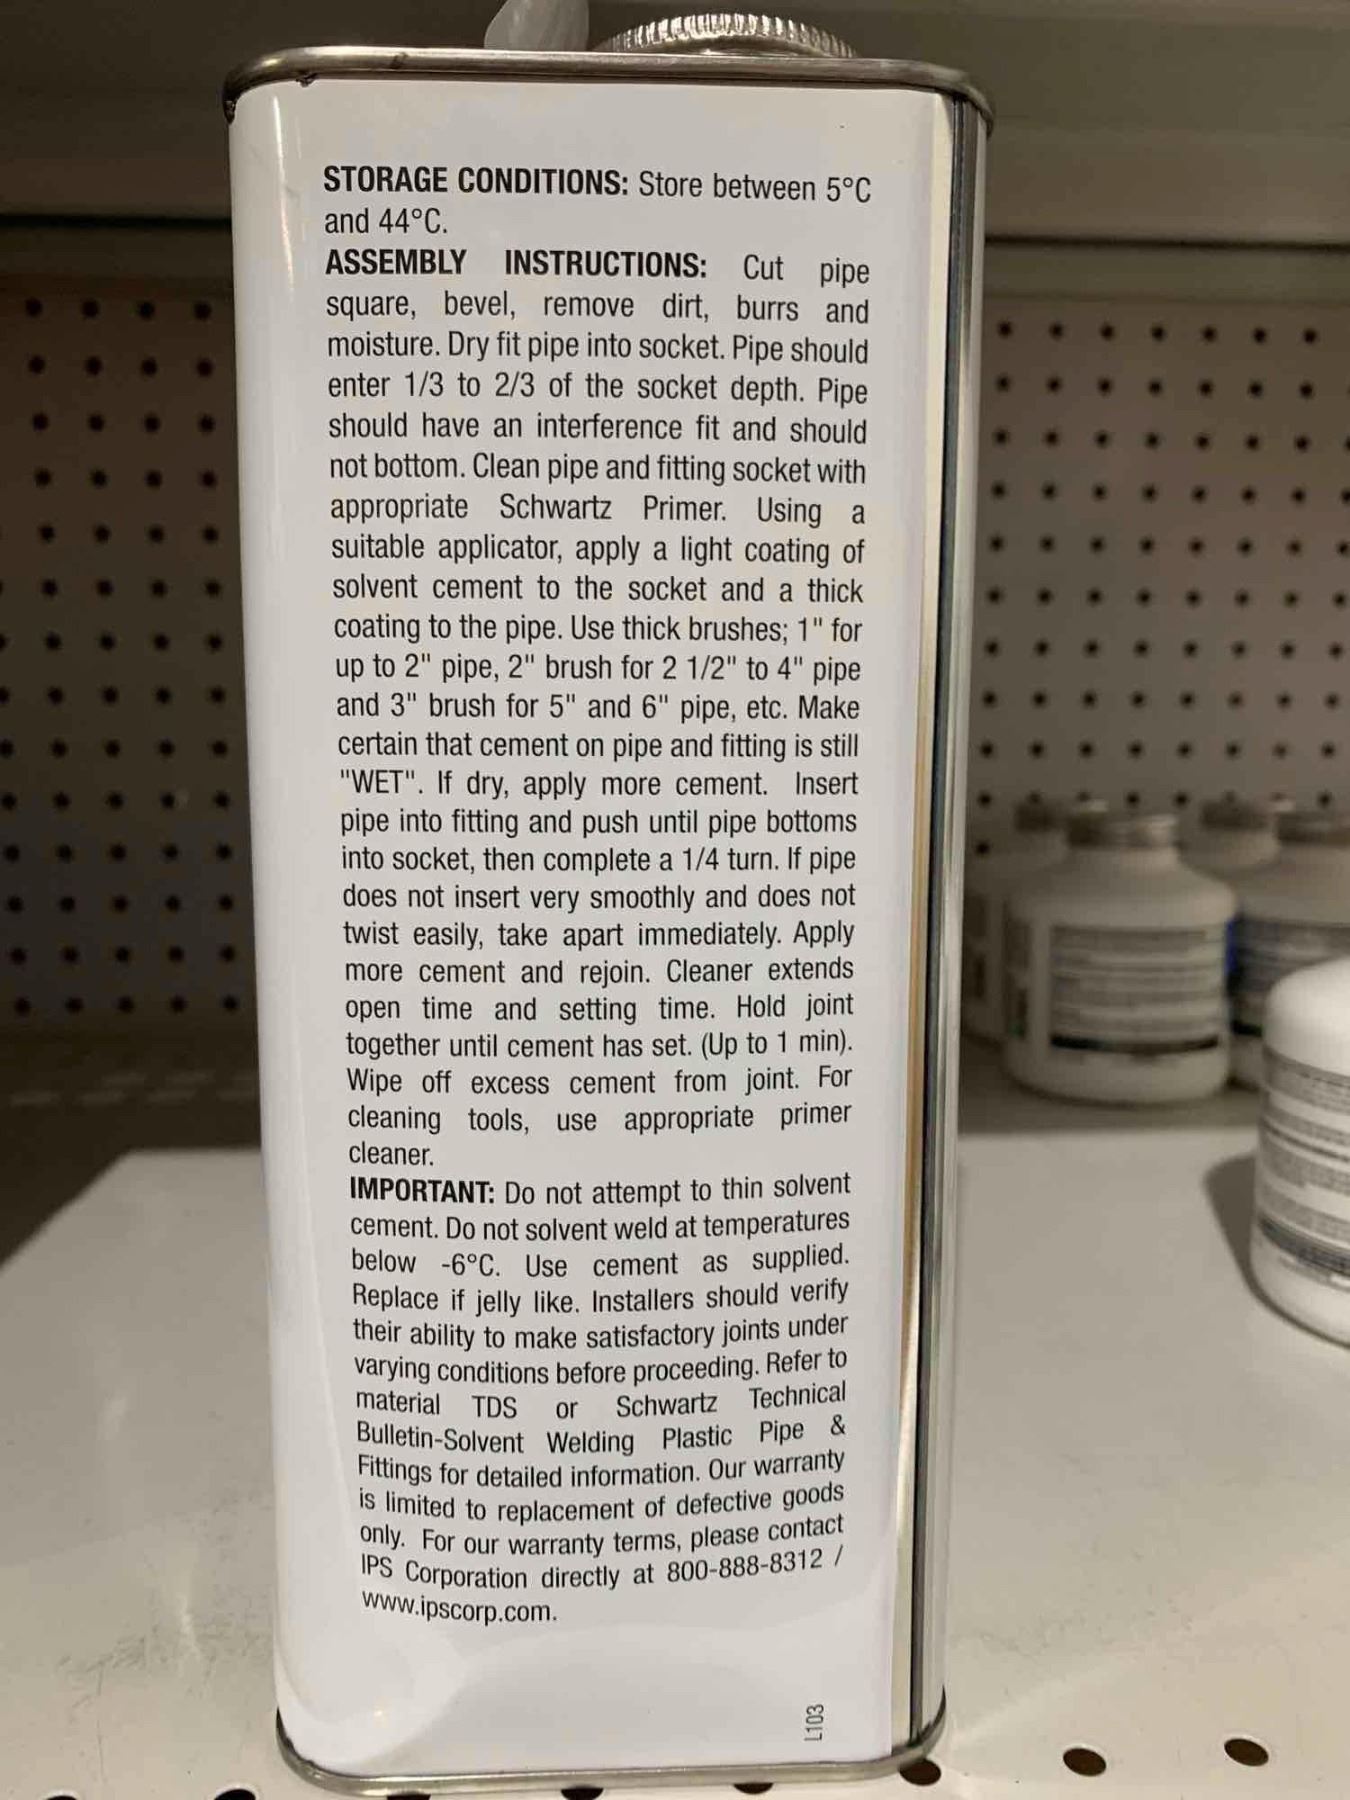 STORAGE CONDITIONS: Store between 5°C
and 44°C.
ASSEMBLY INSTRUCTIONS: Cut pipe
square, bevel, remove dirt, burrs and
moisture. Dry fit pipe into socket. Pipe should
enter 1/3 to 2/3 of the socket depth. Pipe
should have an interference fit and should
not bottom. Clean pipe and fitting socket with
appropriate Schwartz Primer. Using a
suitable applicator, apply a light coating of
solvent cement to the socket and a thick
coating to the pipe. Use thick brushes; 1" for
up to 2" pipe, 2" brush for 2 1/2" to 4" pipe
and 3" brush for 5" and 6" pipe, etc. Make
certain that cement on pipe and fitting is still
"WET". If dry, apply more cement. Insert
pipe into fitting and push until pipe bottoms
into socket, then complete a 1/4 turn. If pipe
does not insert very smoothly and does not
twist easily, take apart immediately. Apply
more cement and rejoin. Cleaner extends
open time and setting time. Hold joint
together until cement has set. (Up to 1 min).
Wipe off excess cement from joint. For
cleaning tools, use appropriate primer
cleaner.
IMPORTANT: Do not attempt to thin solvent
cement. Do not solvent weld at temperatures
below -6°C. Use cement as supplied.
Replace if jelly like. Installers should verify
their ability to make satisfactory joints under
varying conditions before proceeding. Refer to
material TDS or Schwartz Technical
Bulletin-Solvent Welding Plastic Pipe &
Fittings for detailed information. Our warranty
is limited to replacement of defective goods
only. For our warranty terms, please contact
IPS Corporation directly at 800-888-8312 /
www.ipscorp.com.
L103